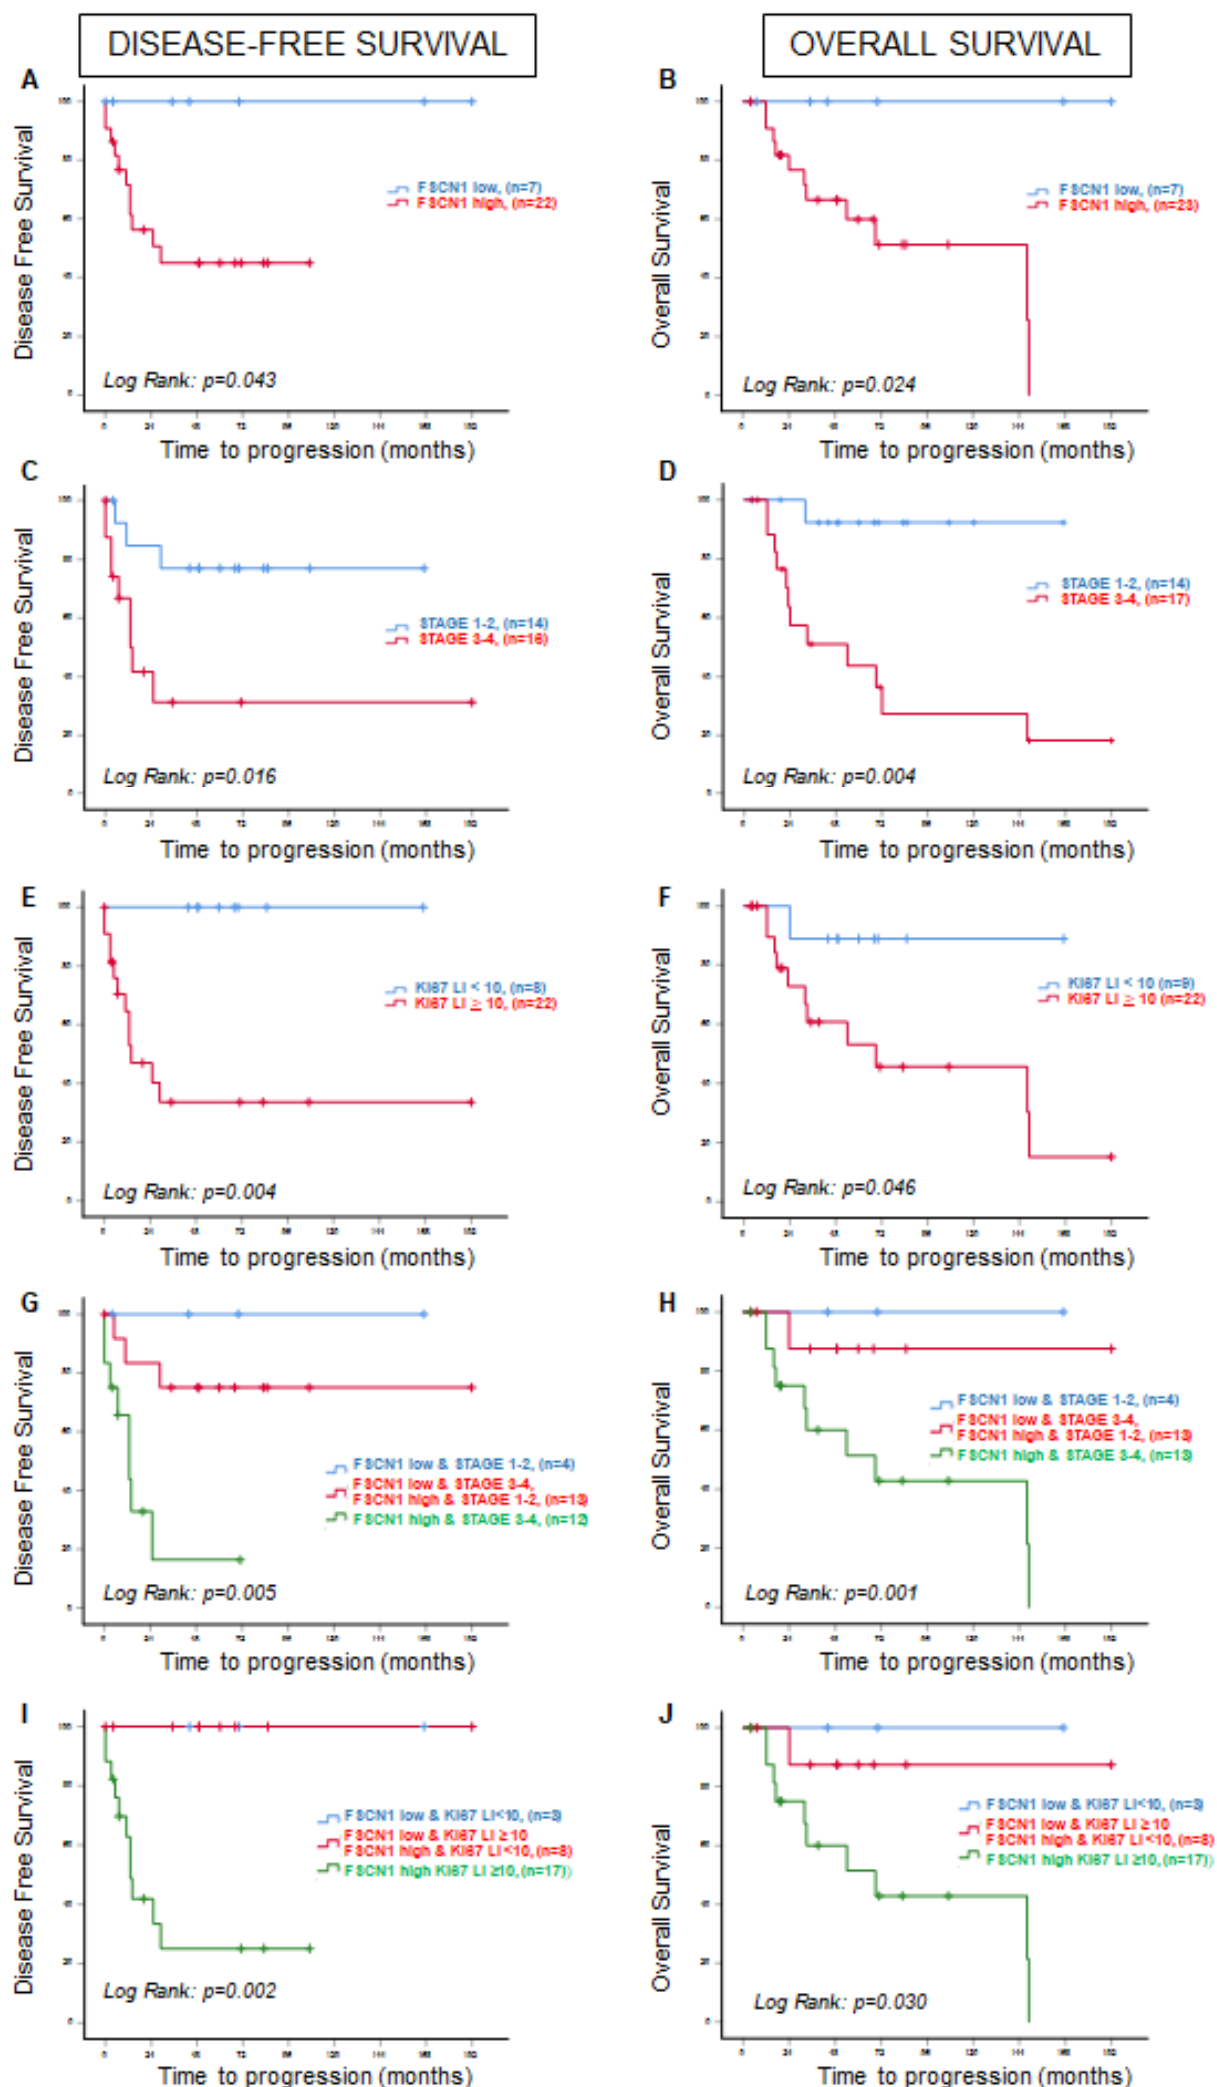 DISEASE-FREE SURVIVAL
OVERALL SURVIVAL
A
Disease Free Survival
FSCN1 low, (n=7)
FSCN1 high, (n=22)
Log Rank: p=0.043
Time to progression (months)
B
Overall Survival
FSCN1 low, (n=7)
FSCN1 high, (n=23)
Log Rank: p=0.024
Time to progression (months)
C
Disease Free Survival
STAGE 1-2, (n=14)
STAGE 3-4, (n=16)
Log Rank: p=0.016
Time to progression (months)
D
Overall Survival
STAGE 1-2, (n=14)
STAGE 3-4, (n=17)
Log Rank: p=0.004
Time to progression (months)
E
Disease Free Survival
KI67 LI < 10, (n=8)
KI67 LI ≥ 10, (n=22)
Log Rank: p=0.004
Time to progression (months)
F
Overall Survival
KI67 LI < 10 (n=9)
KI67 LI ≥ 10 (n=22)
Log Rank: p=0.046
Time to progression (months)
G
Disease Free Survival
FSCN1 low & STAGE 1-2, (n=4)
FSCN1 low & STAGE 3-4,
FSCN1 high & STAGE 1-2, (n=13)
FSCN1 high & STAGE 3-4, (n=12)
Log Rank: p=0.005
Time to progression (months)
H
Overall Survival
FSCN1 low & STAGE 1-2, (n=4)
FSCN1 low & STAGE 3-4,
FSCN1 high & STAGE 1-2, (n=13)
FSCN1 high & STAGE 3-4, (n=13)
Log Rank: p=0.001
Time to progression (months)
I
Disease Free Survival
FSCN1 low & KI67 LI<10, (n=3)
FSCN1 low & KI67 LI ≥10
FSCN1 high & KI67 LI<10, (n=8)
FSCN1 high KI67 LI ≥10, (n=17))
Log Rank: p=0.002
Time to progression (months)
J
Overall Survival
FSCN1 low & KI67 LI<10, (n=3)
FSCN1 low & KI67 LI ≥10
FSCN1 high & KI67 LI<10, (n=8)
FSCN1 high KI67 LI ≥10, (n=17))
Log Rank: p=0.030
Time to progression (months)